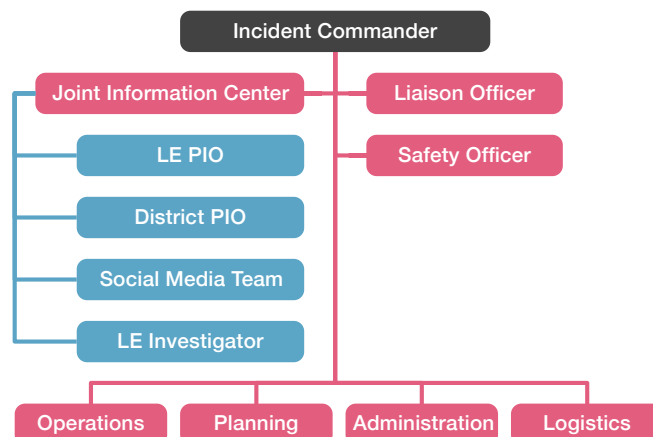 Incident Commander
Joint Information Center
Liaison Officer
LE PIO
Safety Officer
District PIO
Social Media Team
LE Investigator
Operations
Planning
Administration
Logistics